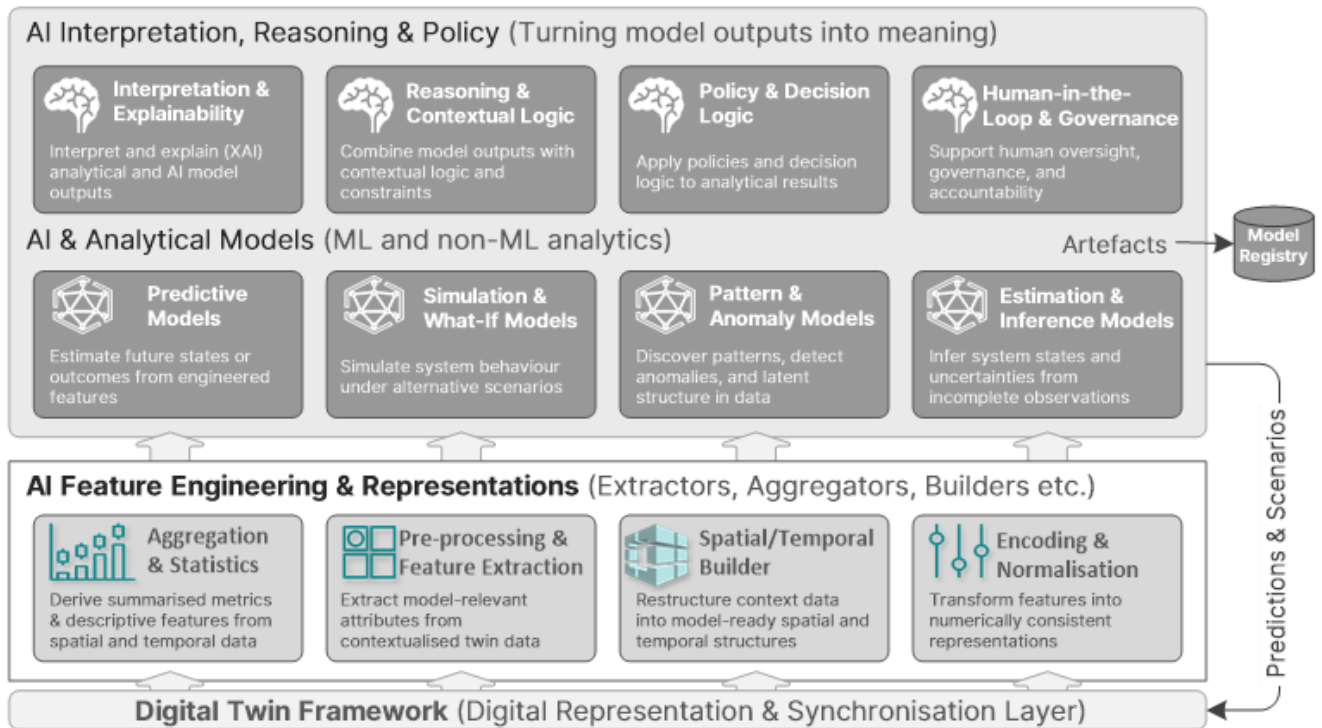 AI Interpretation, Reasoning & Policy (Turning model outputs into meaning)
Interpretation &
Explainability
Interpret and explain (XAI)
analytical and AI model
outputs
Reasoning &
Contextual Logic
Combine model outputs with
contextual logic and
constraints
Policy & Decision
Logic
Apply policies and decision
logic to analytical results
Human-in-the-
Loop & Governance
Support human oversight,
governance, and
accountability
AI & Analytical Models (ML and non-ML analytics)
Artefacts
Model
Registry
Predictive
Models
Estimate future states or
outcomes from engineered
features
Simulation &
What-If Models
Simulate system behaviour
under alternative scenarios
Pattern &
Anomaly Models
Discover patterns, detect
anomalies, and latent
structure in data
Estimation &
Inference Models
Infer system states and
uncertainties from
incomplete observations
Predictions & Scenarios
AI Feature Engineering & Representations (Extractors, Aggregators, Builders etc.)
Aggregation
& Statistics
Derive summarised metrics
& descriptive features from
spatial and temporal data
Pre-processing &
Feature Extraction
Extract model-relevant
attributes from
contextualised twin data
Spatial/Temporal
Builder
Restructure context data
into model-ready spatial and
temporal structures
Encoding &
Normalisation
Transform features into
numerically consistent
representations
Digital Twin Framework (Digital Representation & Synchronisation Layer)